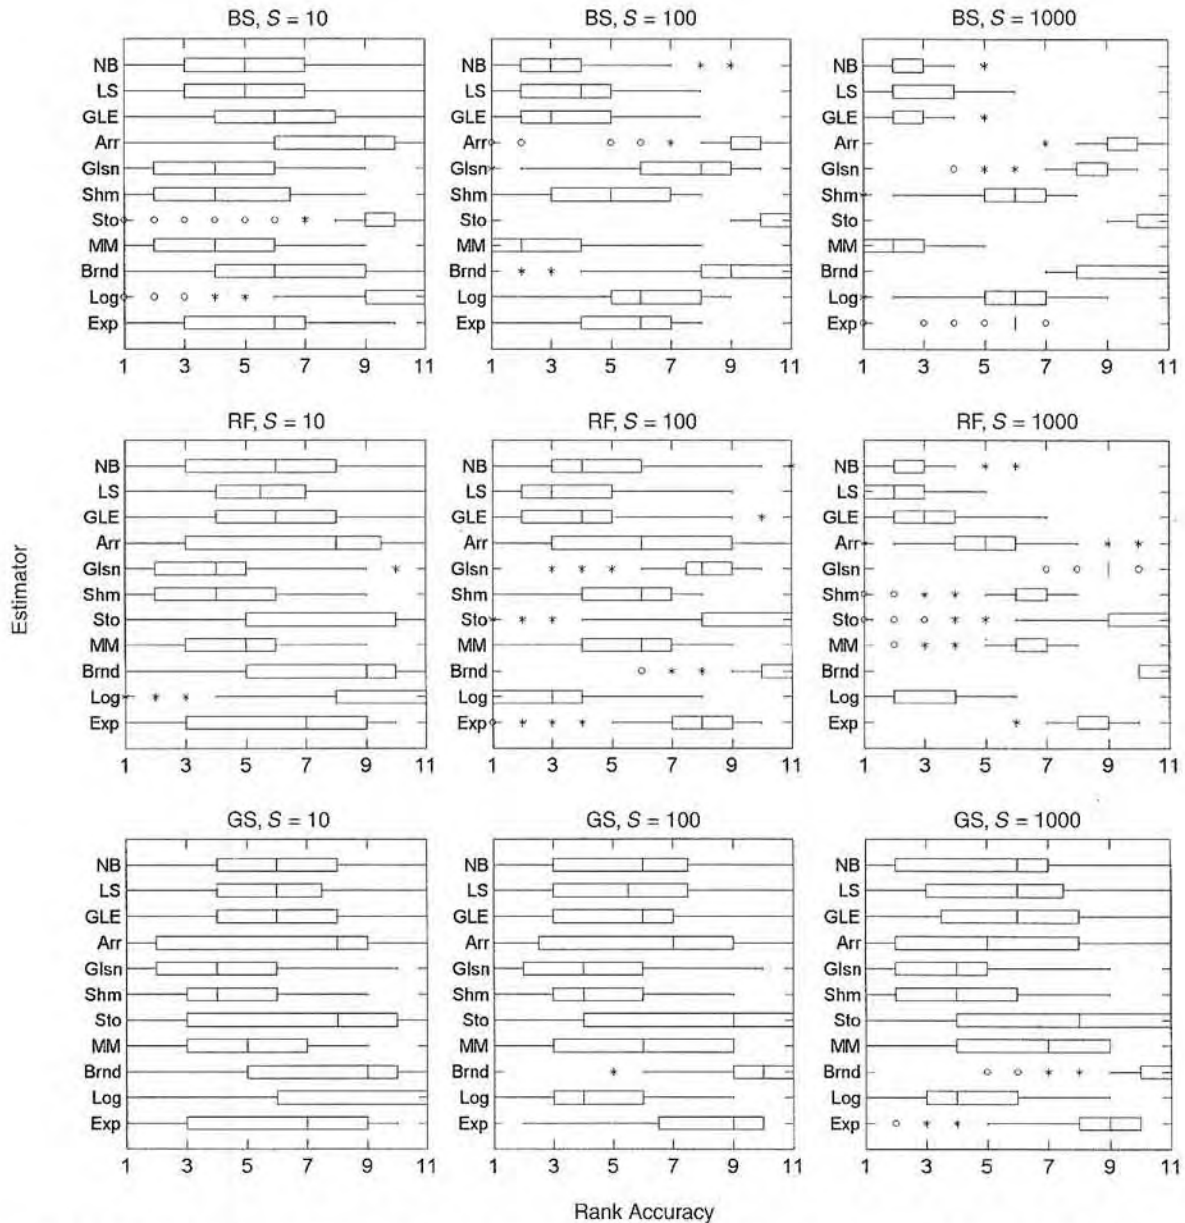 BS, S = 10
BS, S = 100
BS, S = 1000
NB
LS
GLE
Arr
Glsn
Shm
Sto
MM
Brnd
Log
Exp
1 3 5 7 9 11
NB
LS
GLE
Arr
Glsn
Shm
Sto
MM
Brnd
Log
Exp
1 3 5 7 9 11
NB
LS
GLE
Arr
Glsn
Shm
Sto
MM
Brnd
Log
Exp
1 3 5 7 9 11
RF, S = 10
RF, S = 100
RF, S = 1000
NB
LS
GLE
Arr
Glsn
Shm
Sto
MM
Brnd
Log
Exp
1 3 5 7 9 11
NB
LS
GLE
Arr
Glsn
Shm
Sto
MM
Brnd
Log
Exp
1 3 5 7 9 11
NB
LS
GLE
Arr
Glsn
Shm
Sto
MM
Brnd
Log
Exp
1 3 5 7 9 11
Estimator
GS, S = 10
GS, S = 100
GS, S = 1000
NB
LS
GLE
Arr
Glsn
Shm
Sto
MM
Brnd
Log
Exp
1 3 5 7 9 11
NB
LS
GLE
Arr
Glsn
Shm
Sto
MM
Brnd
Log
Exp
1 3 5 7 9 11
NB
LS
GLE
Arr
Glsn
Shm
Sto
MM
Brnd
Log
Exp
1 3 5 7 9 11
Rank Accuracy